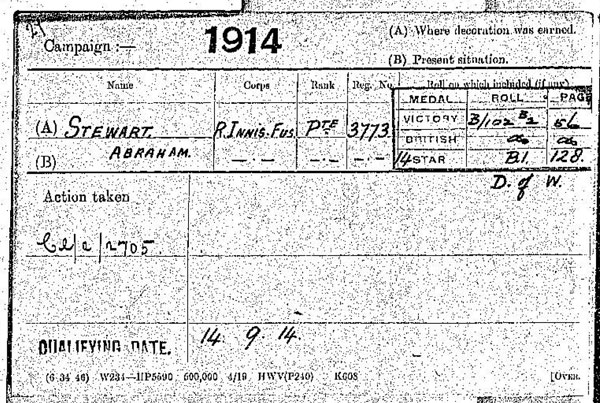 21
Campaign :— 1914
(A) Where decoration was earned.
(B) Present situation.
Name Corps Rank Reg. No. Roll on which included (if any)
MEDAL ROLL PAGE
(A) STEWART. R. INNIS. FUS. PTE 3773
VICTORY B/102 B2 56
BRITISH do do
(B) ABRAHAM. —·— —·— —·—
14 STAR B.1. 128.
D. of W.
Action taken
2705.
QUALIFYING DATE. 14. 9. 14.
(6 34 46) W234—HP5590 500,000 4/19 HWV(P240) K608 [OVER.